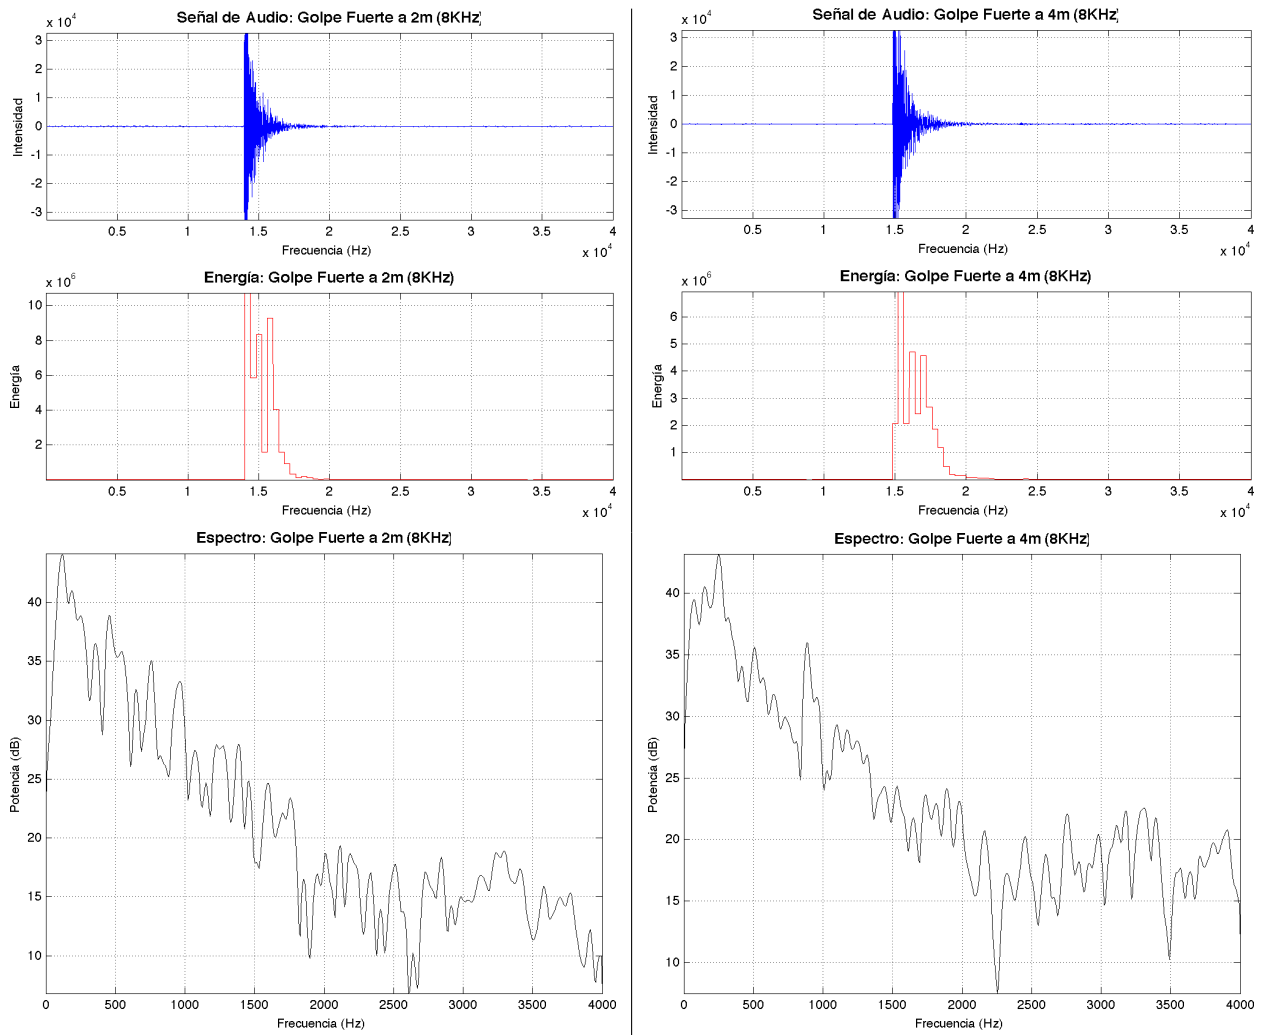 Señal de Audio: Golpe Fuerte a 2m (8KHz)
x 10^4
3
2
1
0
-1
-2
-3
Intensidad
0.5 1 1.5 2 2.5 3 3.5 4
Frecuencia (Hz)
x 10^4
Energía: Golpe Fuerte a 2m (8KHz)
x 10^6
10
8
6
4
2
Energía
0.5 1 1.5 2 2.5 3 3.5 4
Frecuencia (Hz)
x 10^4
Espectro: Golpe Fuerte a 2m (8KHz)
40
35
30
25
20
15
10
Potencia (dB)
0 500 1000 1500 2000 2500 3000 3500 4000
Frecuencia (Hz)
Señal de Audio: Golpe Fuerte a 4m (8KHz)
x 10^4
3
2
1
0
-1
-2
-3
Intensidad
0.5 1 1.5 2 2.5 3 3.5 4
Frecuencia (Hz)
x 10^4
Energía: Golpe Fuerte a 4m (8KHz)
x 10^6
6
5
4
3
2
1
Energía
0.5 1 1.5 2 2.5 3 3.5 4
Frecuencia (Hz)
x 10^4
Espectro: Golpe Fuerte a 4m (8KHz)
40
35
30
25
20
15
10
Potencia (dB)
0 500 1000 1500 2000 2500 3000 3500 4000
Frecuencia (Hz)